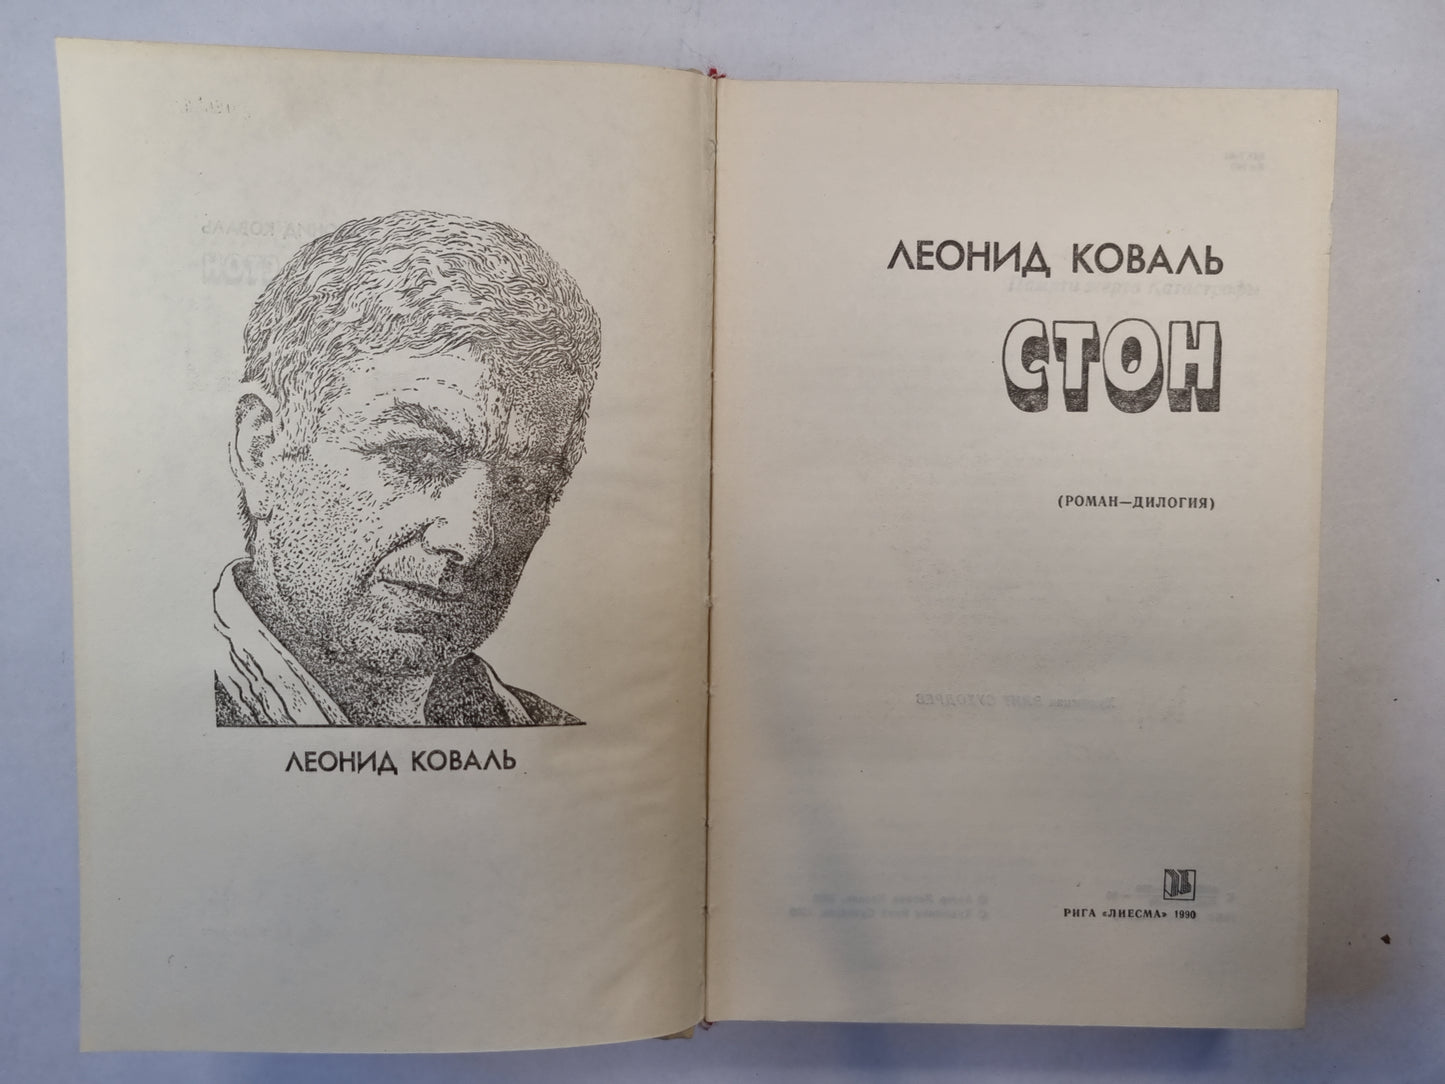 ЛЕОНИД КОВАЛЬ
ЛЕОНИД КОВАЛЬ
СТОН
(РОМАН—ДИЛОГИЯ)
РИГА «ЛИЕСМА» 1990